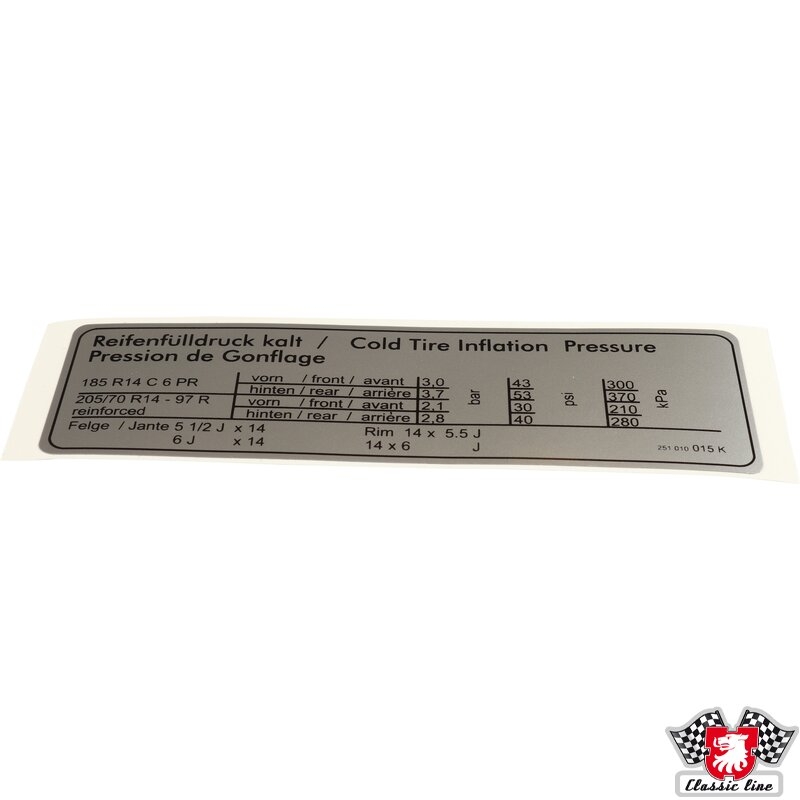 Reifenfülldruck kalt / Cold Tire Inflation Pressure
Pression de Gonflage
185 R14 C 6 PR vorn / front / avant 3,0 bar 43 psi 300 kPa
hinten / rear / arrière 3,7 53 370
205/70 R14 - 97 R vorn / front / avant 2,1 30 210
reinforced hinten / rear / arrière 2,8 40 280
Felge / Jante 5 1/2 J x 14 Rim 14 x 5.5 J
6 J x 14 14 x 6 J
251 010 015 K
Classic line